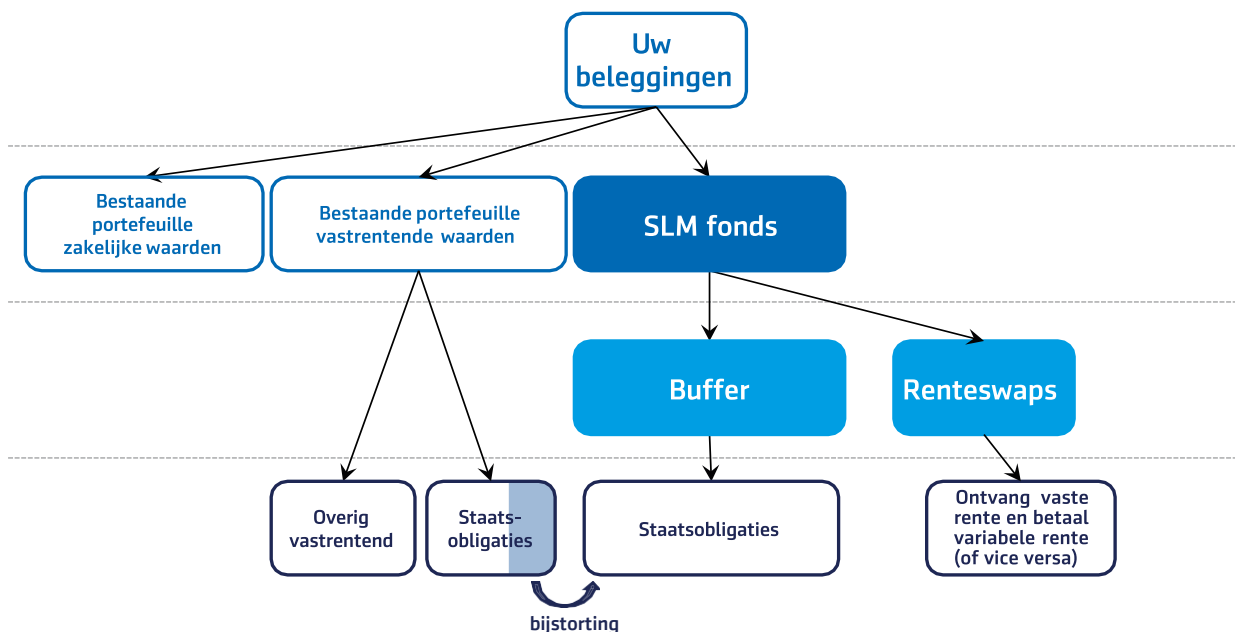 Uw
beleggingen
Bestaande
portefeuille
zakelijke waarden
Bestaande portefeuille
vastrentende waarden
SLM fonds
Buffer
Renteswaps
Overig
vastrentend
Staats-
obligaties
Staatsobligaties
Ontvang vaste
rente en betaal
variabele rente
(of vice versa)
bijstorting